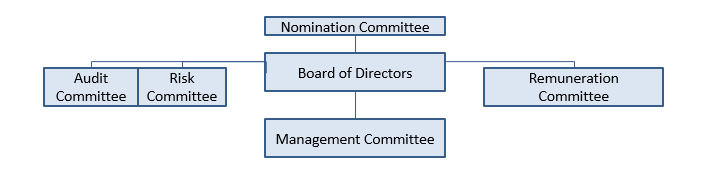 Nomination Committee
Board of Directors
Audit
Committee
Risk
Committee
Remuneration
Committee
Management Committee